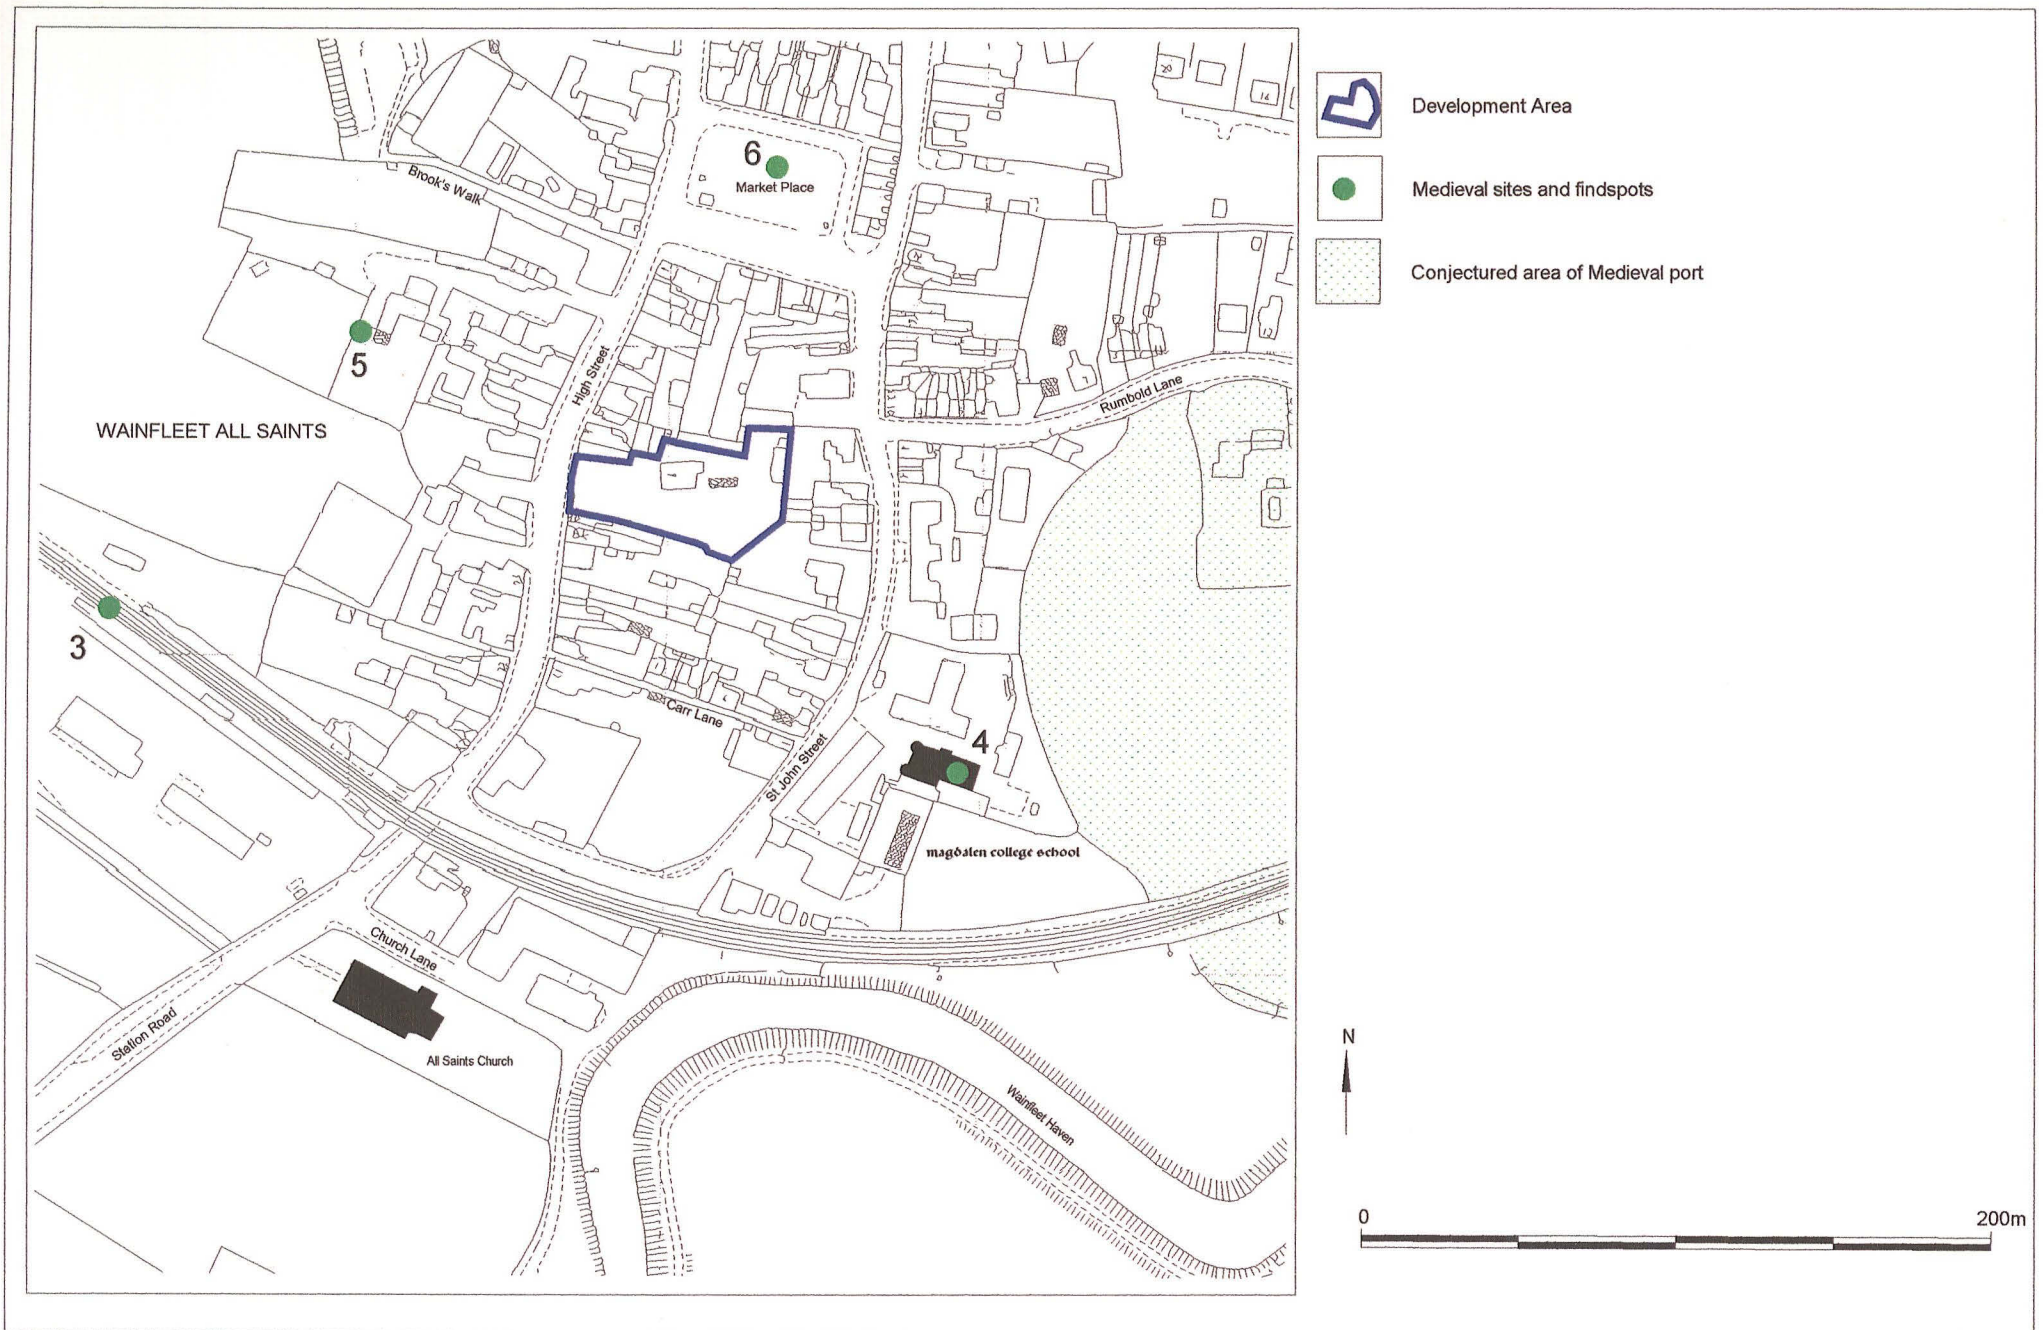 6
Market Place
Brook's Walk
5
High Street
WAINFLEET ALL SAINTS
Rumbold Lane
3
Carr Lane
St John Street
4
magdalen college school
Church Lane
Station Road
All Saints Church
Wainfleet Haven
Development Area
Medieval sites and findspots
Conjectured area of Medieval port
N
0
200m